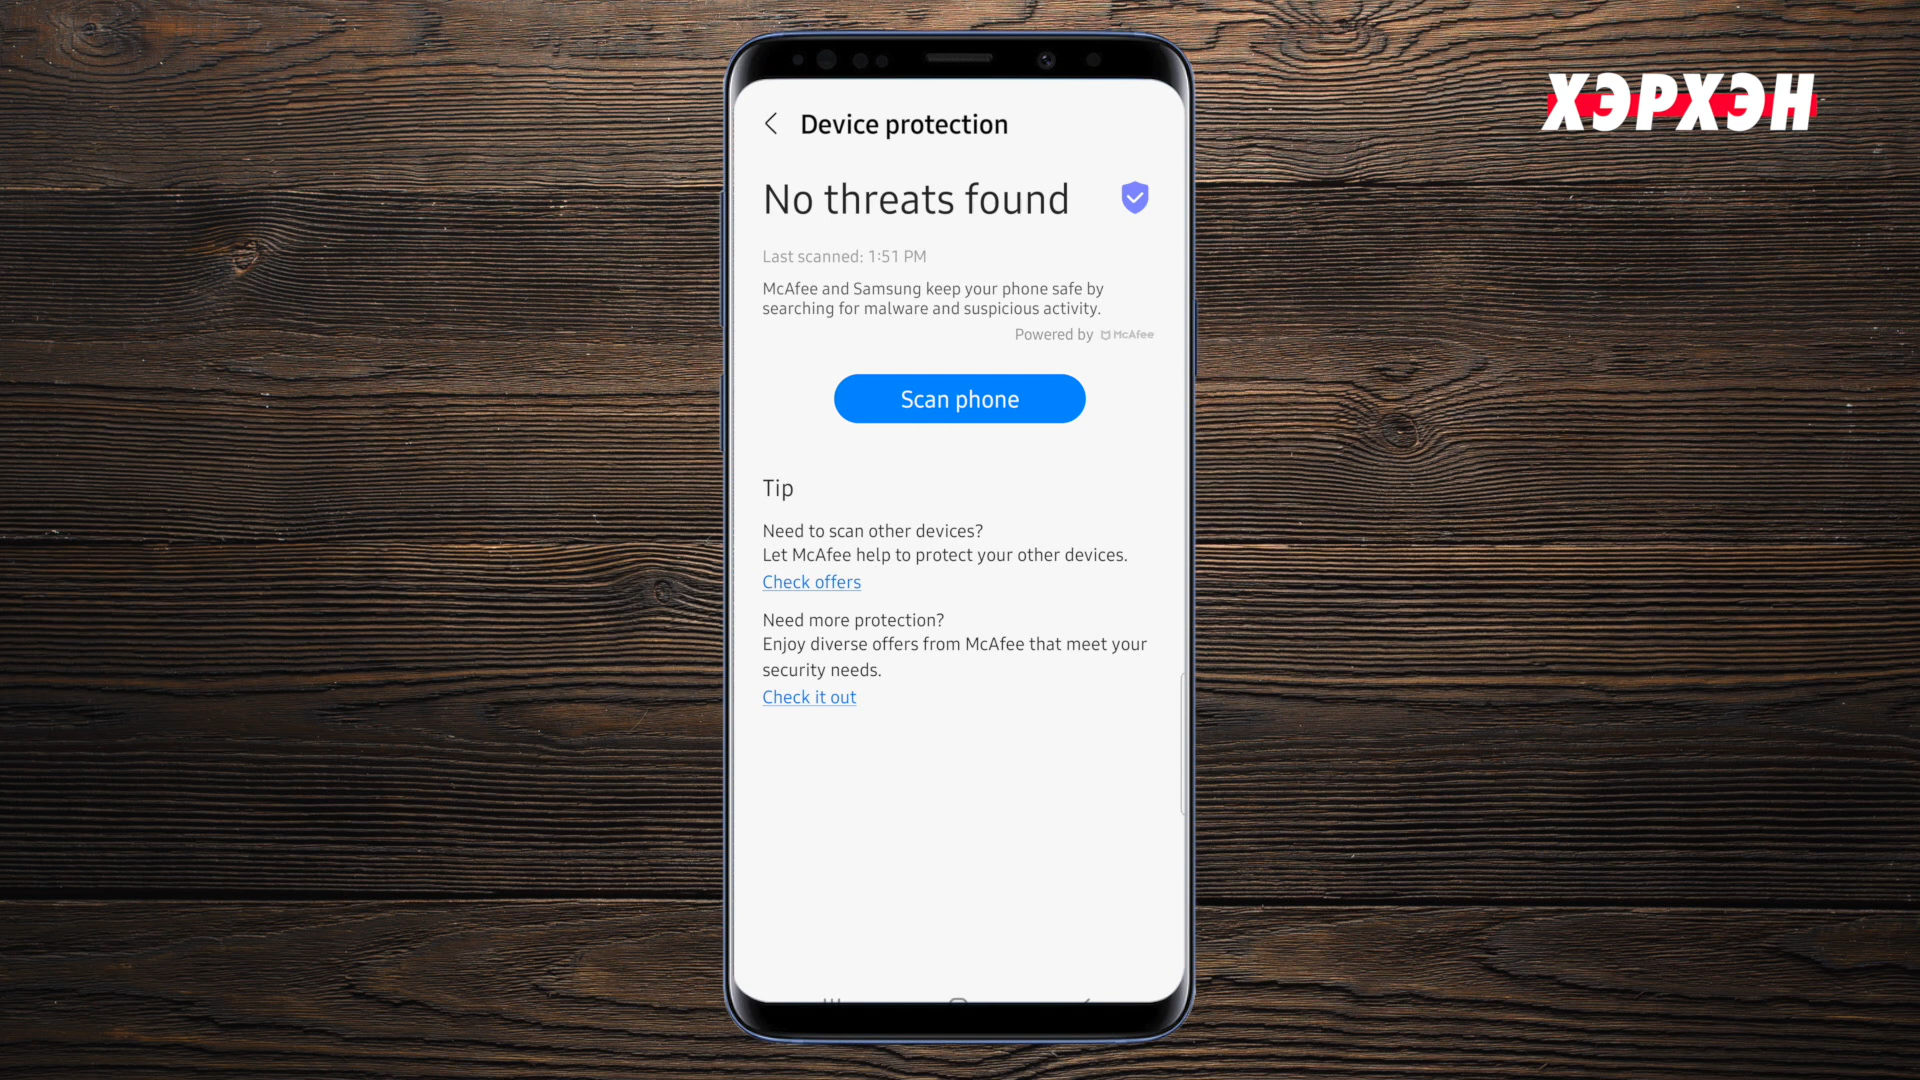 ХЭРХЭН
Device protection
No threats found
Last scanned: 1:51 PM
McAfee and Samsung keep your phone safe by
searching for malware and suspicious activity.
Powered by McAfee
Scan phone
Tip
Need to scan other devices?
Let McAfee help to protect your other devices.
Check offers
Need more protection?
Enjoy diverse offers from McAfee that meet your
security needs.
Check it out